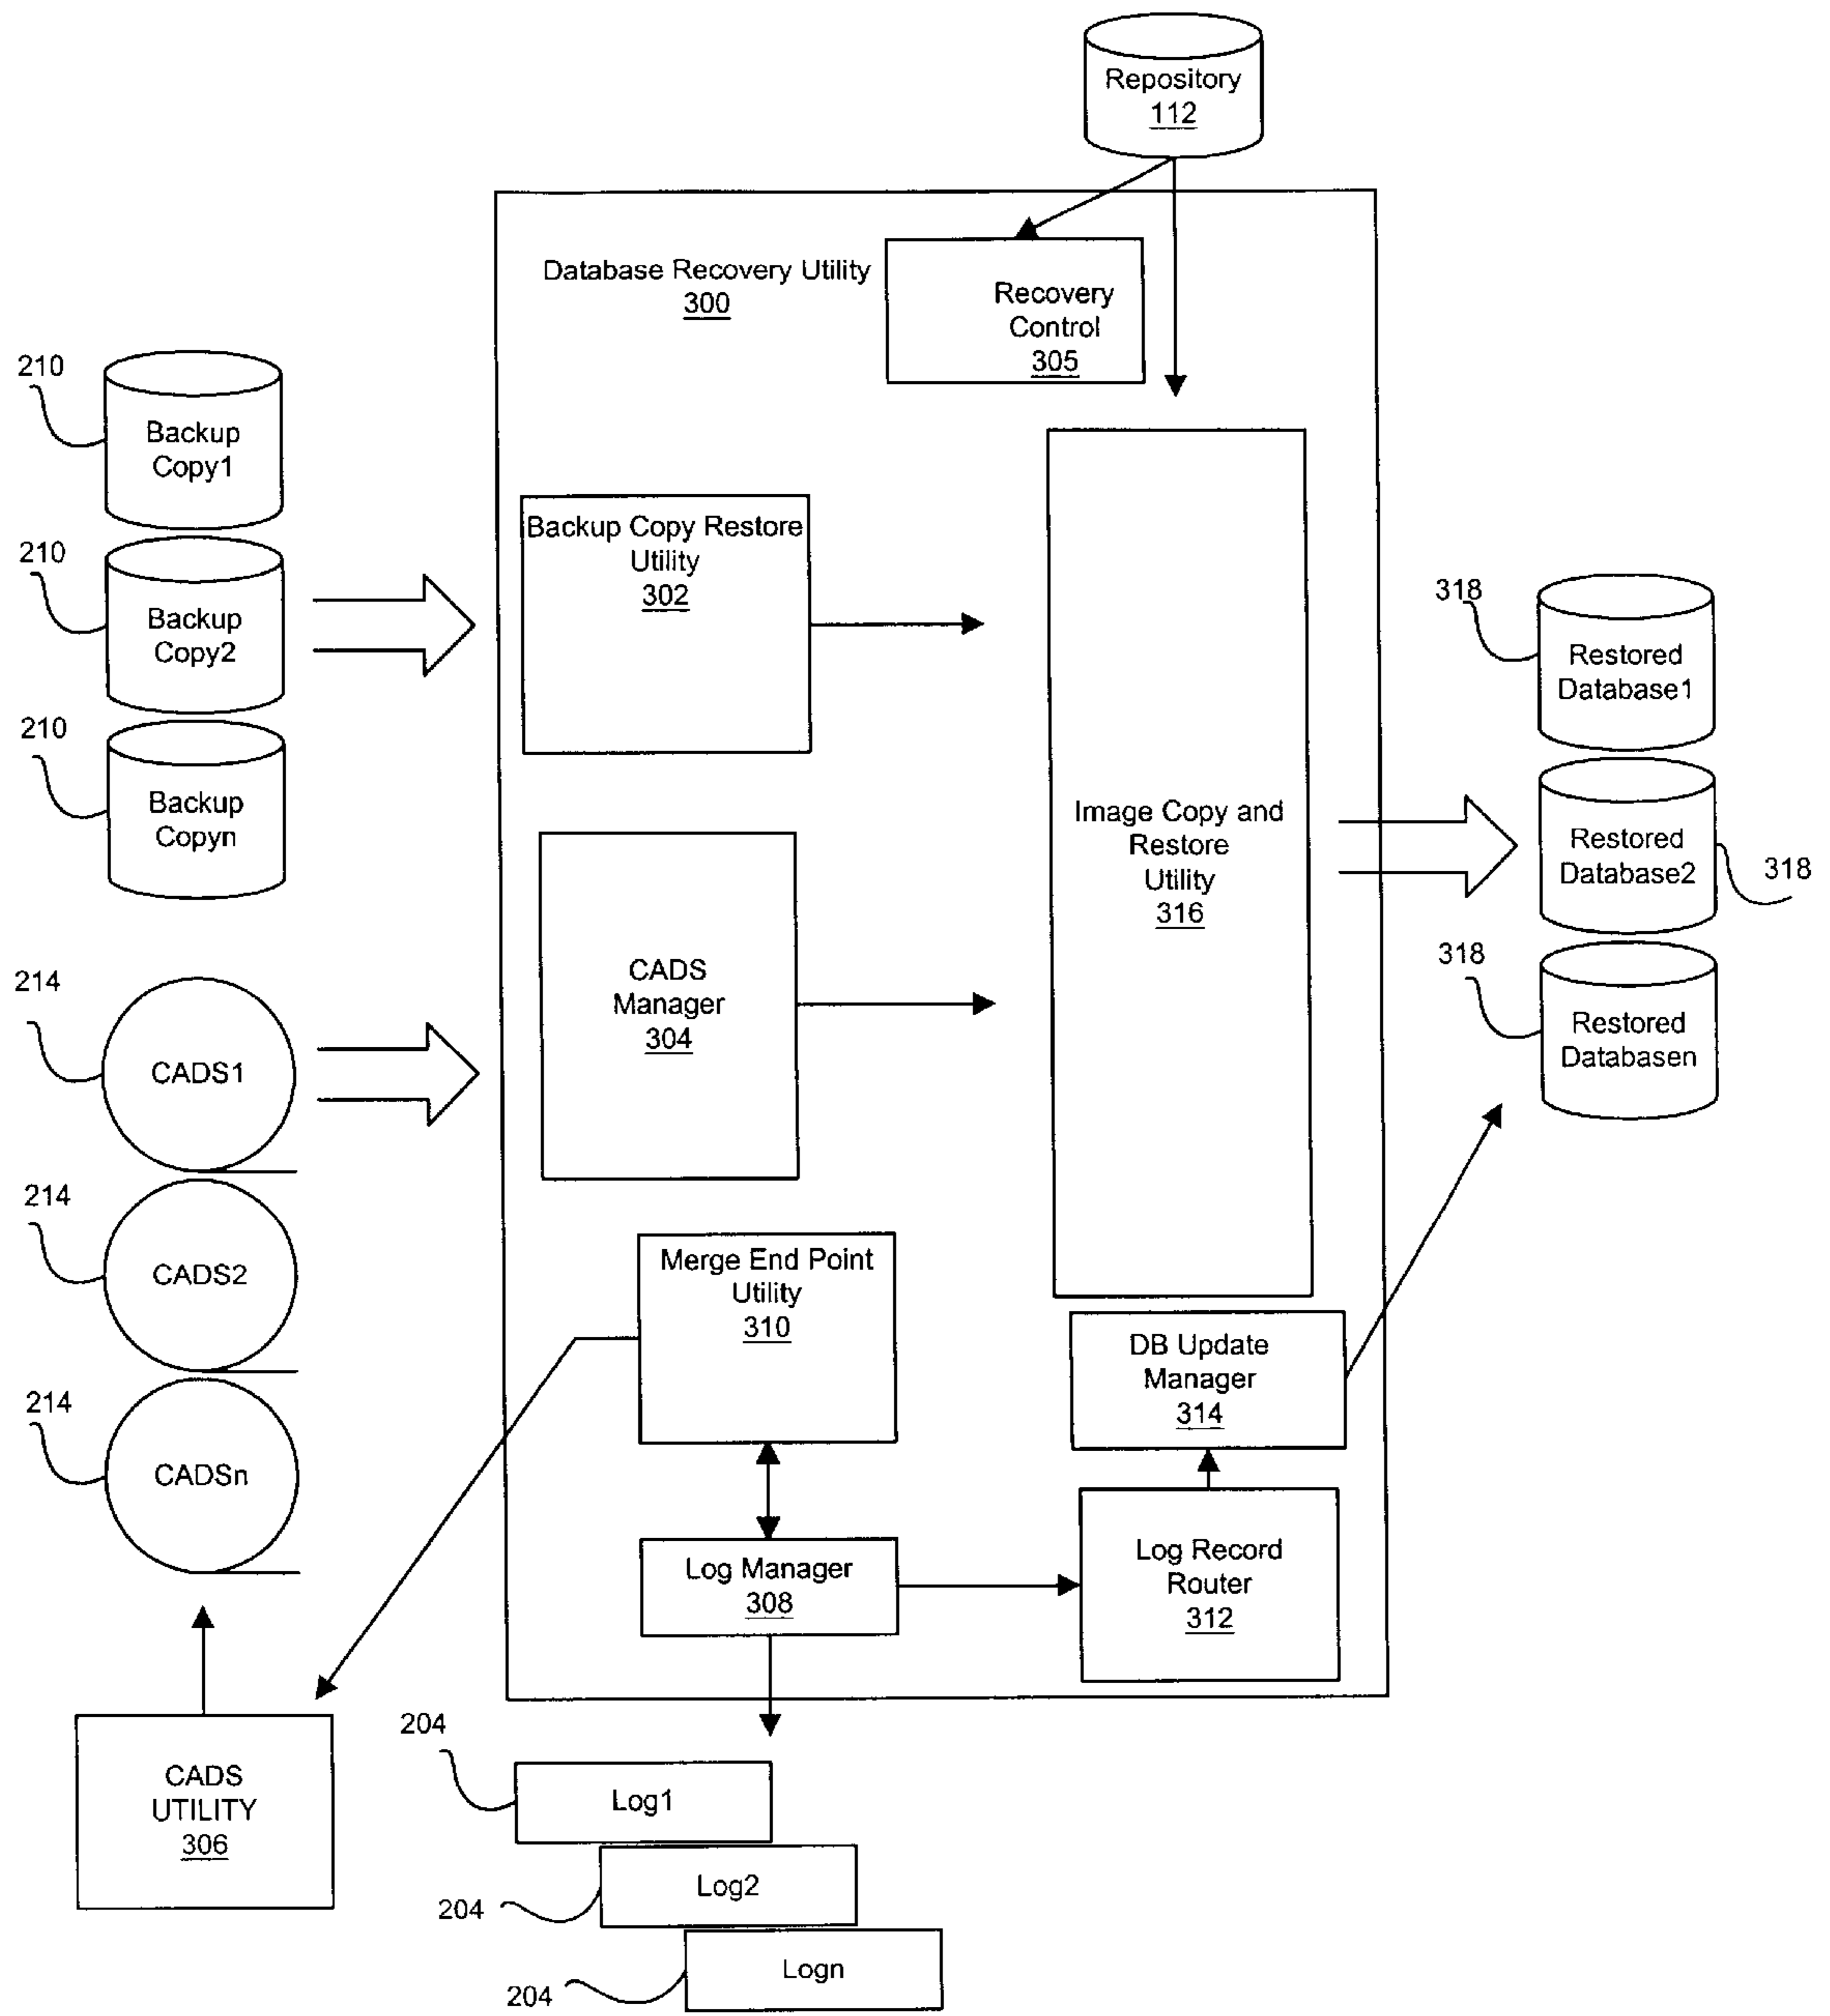 Repository
112
Database Recovery Utility
300
Recovery
Control
305
210
Backup
Copy1
210
Backup
Copy2
210
Backup
Copyn
Backup Copy Restore
Utility
302
Image Copy and
Restore
Utility
316
318
Restored
Database1
Restored
Database2
318
318
Restored
Databasen
CADS
Manager
304
214
CADS1
214
CADS2
214
CADSn
Merge End Point
Utility
310
DB Update
Manager
314
Log Manager
308
Log Record
Router
312
CADS
UTILITY
306
204
Log1
204
Log2
204
Logn